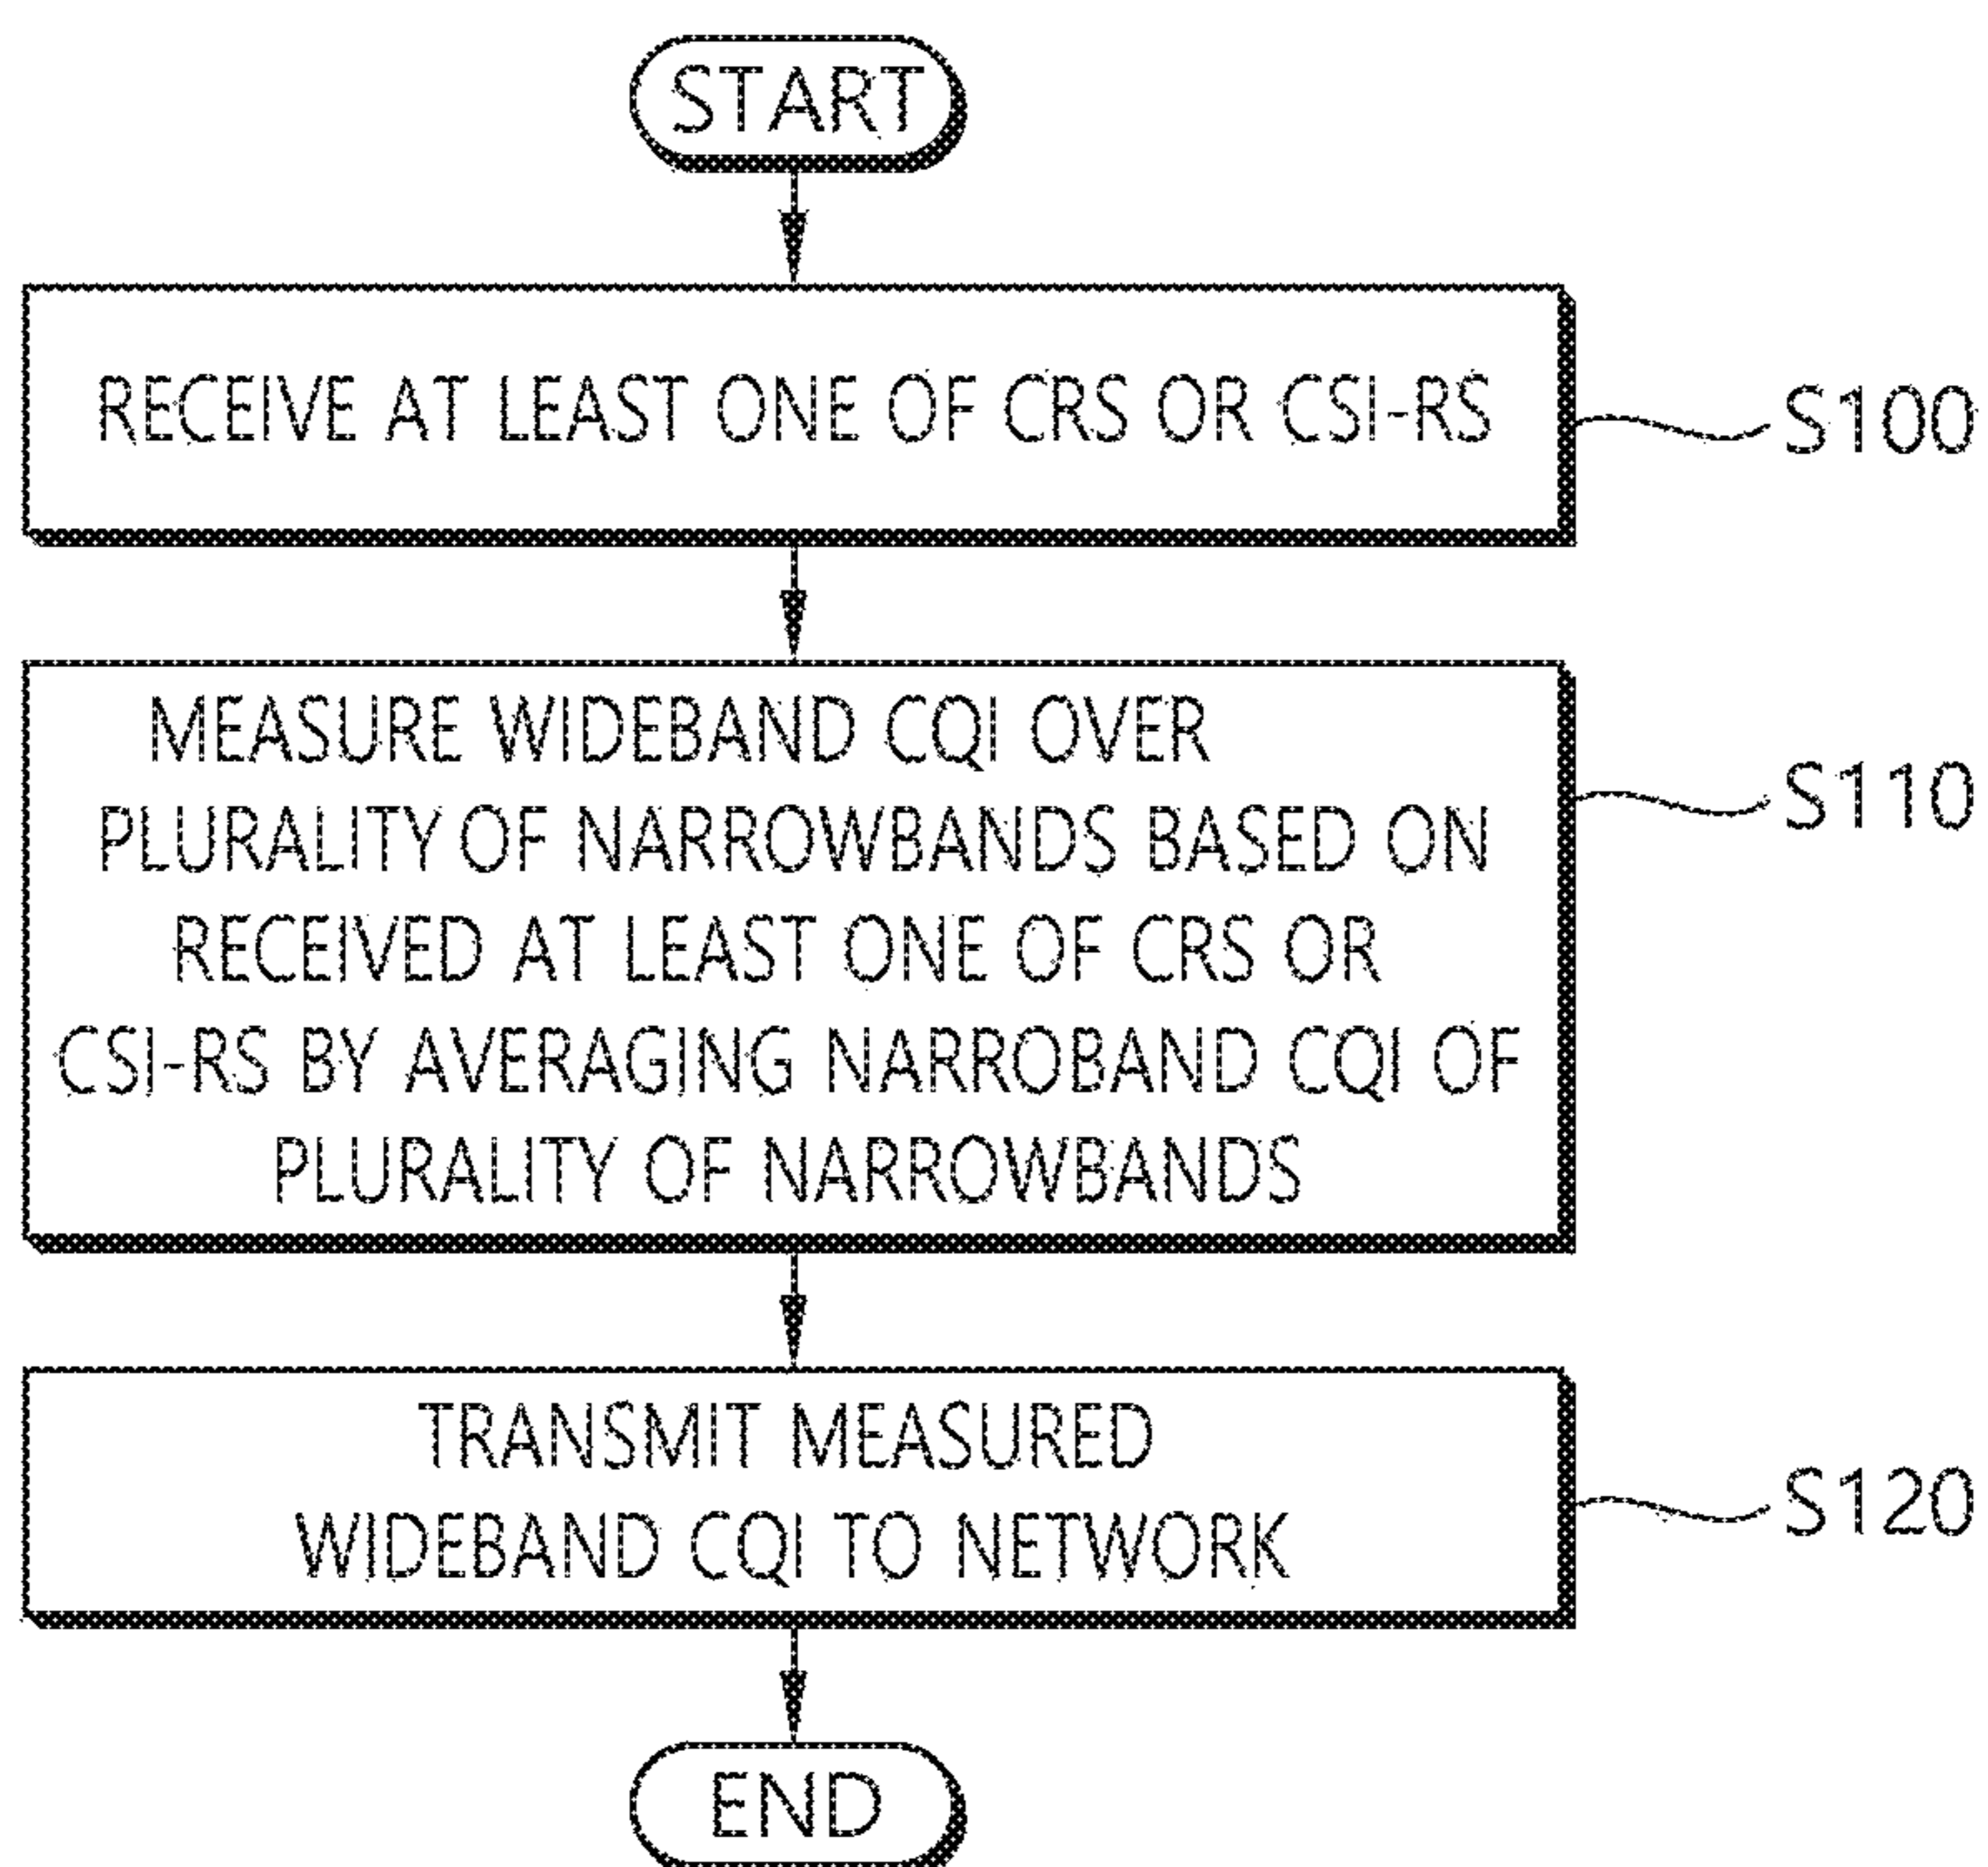 START
RECEIVE AT LEAST ONE OF CRS OR CSI-RS
S100
MEASURE WIDEBAND CQI OVER
PLURALITY OF NARROWBANDS BASED ON
RECEIVED AT LEAST ONE OF CRS OR
CSI-RS BY AVERAGING NARROBAND CQI OF
PLURALITY OF NARROWBANDS
S110
TRANSMIT MEASURED
WIDEBAND CQI TO NETWORK
S120
END